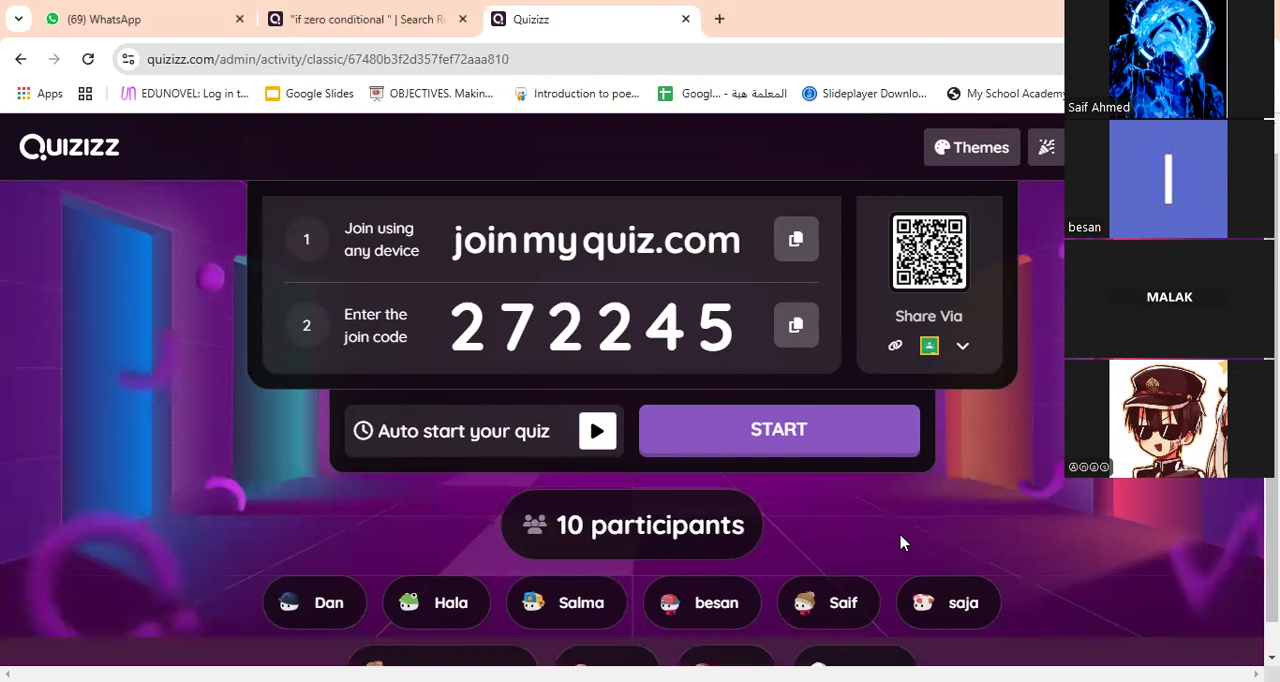 (69) WhatsApp
"if zero conditional " | Search R
Quizizz
quizizz.com/admin/activity/classic/67480b3f2d357fef72aaa810
Apps
EDUNOVEL: Log in t...
Google Slides
OBJECTIVES. Makin...
Introduction to poe...
المعلمة هبة - Googl...
Slideplayer Downlo...
My School Academy
Saif Ahmed
QUIZIZZ
Themes
1
Join using
any device
joinmyquiz.com
2
Enter the
join code
272245
Share Via
I
besan
MALAK
Auto start your quiz
START
Ⓐⓝⓐⓢ
10 participants
Dan
Hala
Salma
besan
Saif
saja